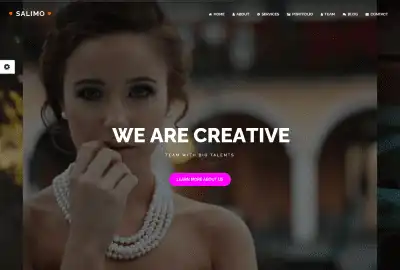 SALIMO
HOME ABOUT SERVICES PORTFOLIO TEAM BLOG CONTACT
WE ARE CREATIVE
TEAM WITH BIG TALENTS
LEARN MORE ABOUT US